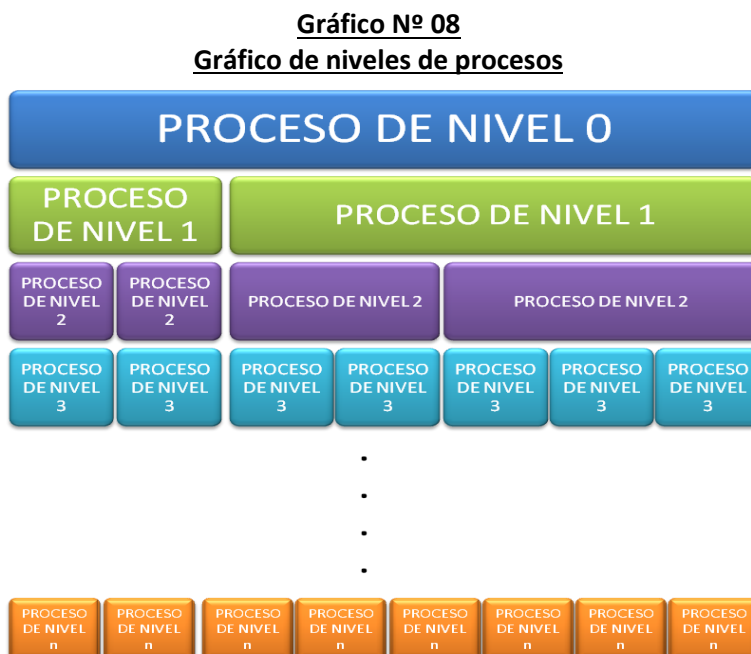 Gráfico Nº 08
Gráfico de niveles de procesos
PROCESO DE NIVEL 0
PROCESO
DE NIVEL 1
PROCESO DE NIVEL 1
PROCESO
DE NIVEL
2
PROCESO
DE NIVEL
2
PROCESO DE NIVEL 2
PROCESO DE NIVEL 2
PROCESO
DE NIVEL
3
PROCESO
DE NIVEL
3
PROCESO
DE NIVEL
3
PROCESO
DE NIVEL
3
PROCESO
DE NIVEL
3
PROCESO
DE NIVEL
3
PROCESO
DE NIVEL
3
.
.
.
.
PROCESO
DE NIVEL
n
PROCESO
DE NIVEL
n
PROCESO
DE NIVEL
n
PROCESO
DE NIVEL
n
PROCESO
DE NIVEL
n
PROCESO
DE NIVEL
n
PROCESO
DE NIVEL
n
PROCESO
DE NIVEL
n